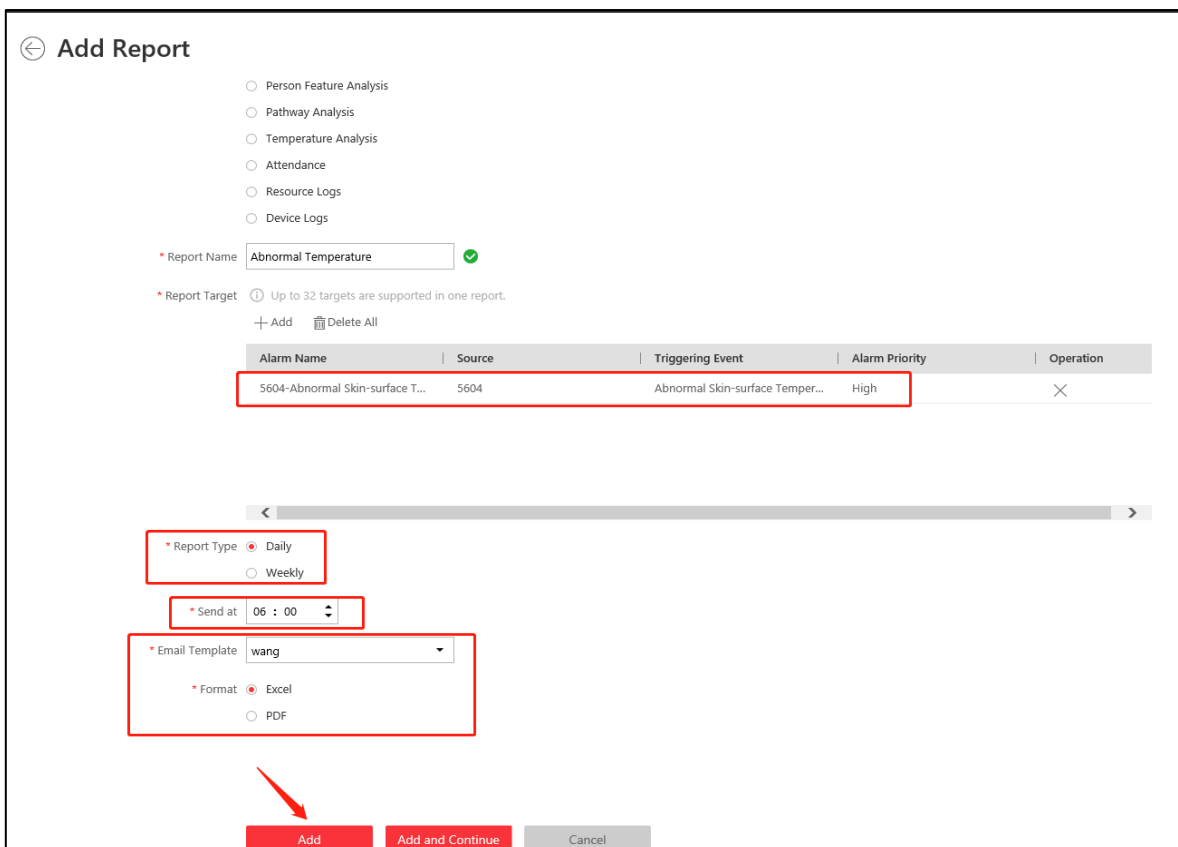 Add Report
Person Feature Analysis
Pathway Analysis
Temperature Analysis
Attendance
Resource Logs
Device Logs
* Report Name Abnormal Temperature
* Report Target Up to 32 targets are supported in one report.
Add Delete All
Alarm Name Source Triggering Event Alarm Priority Operation
5604-Abnormal Skin-surface T... 5604 Abnormal Skin-surface Temper... High
* Report Type Daily
Weekly
* Send at 06 : 00
* Email Template wang
* Format Excel
PDF
Add Add and Continue Cancel